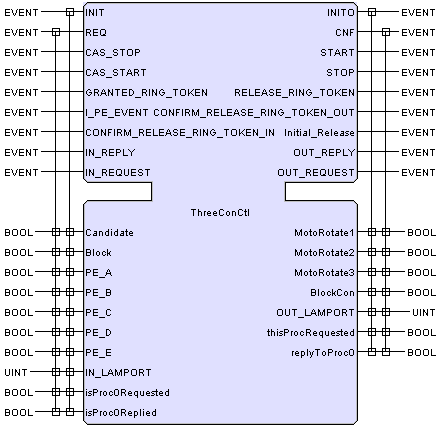 EVENT INIT INITO EVENT
EVENT REQ CNF EVENT
EVENT CAS_STOP START EVENT
EVENT CAS_START STOP EVENT
EVENT GRANTED_RING_TOKEN RELEASE_RING_TOKEN EVENT
EVENT I_PE_EVENT CONFIRM_RELEASE_RING_TOKEN_OUT EVENT
EVENT CONFIRM_RELEASE_RING_TOKEN_IN Initial_Release EVENT
EVENT IN_REPLY OUT_REPLY EVENT
EVENT IN_REQUEST OUT_REQUEST EVENT
ThreeConCtl
BOOL Candidate MotoRotate1 BOOL
BOOL Block MotoRotate2 BOOL
BOOL PE_A MotoRotate3 BOOL
BOOL PE_B BlockCon BOOL
BOOL PE_C OUT_LAMPORT UINT
BOOL PE_D thisProcRequested BOOL
BOOL PE_E replyToProc0 BOOL
UINT IN_LAMPORT
BOOL isProc0Requested
BOOL isProc0Replied